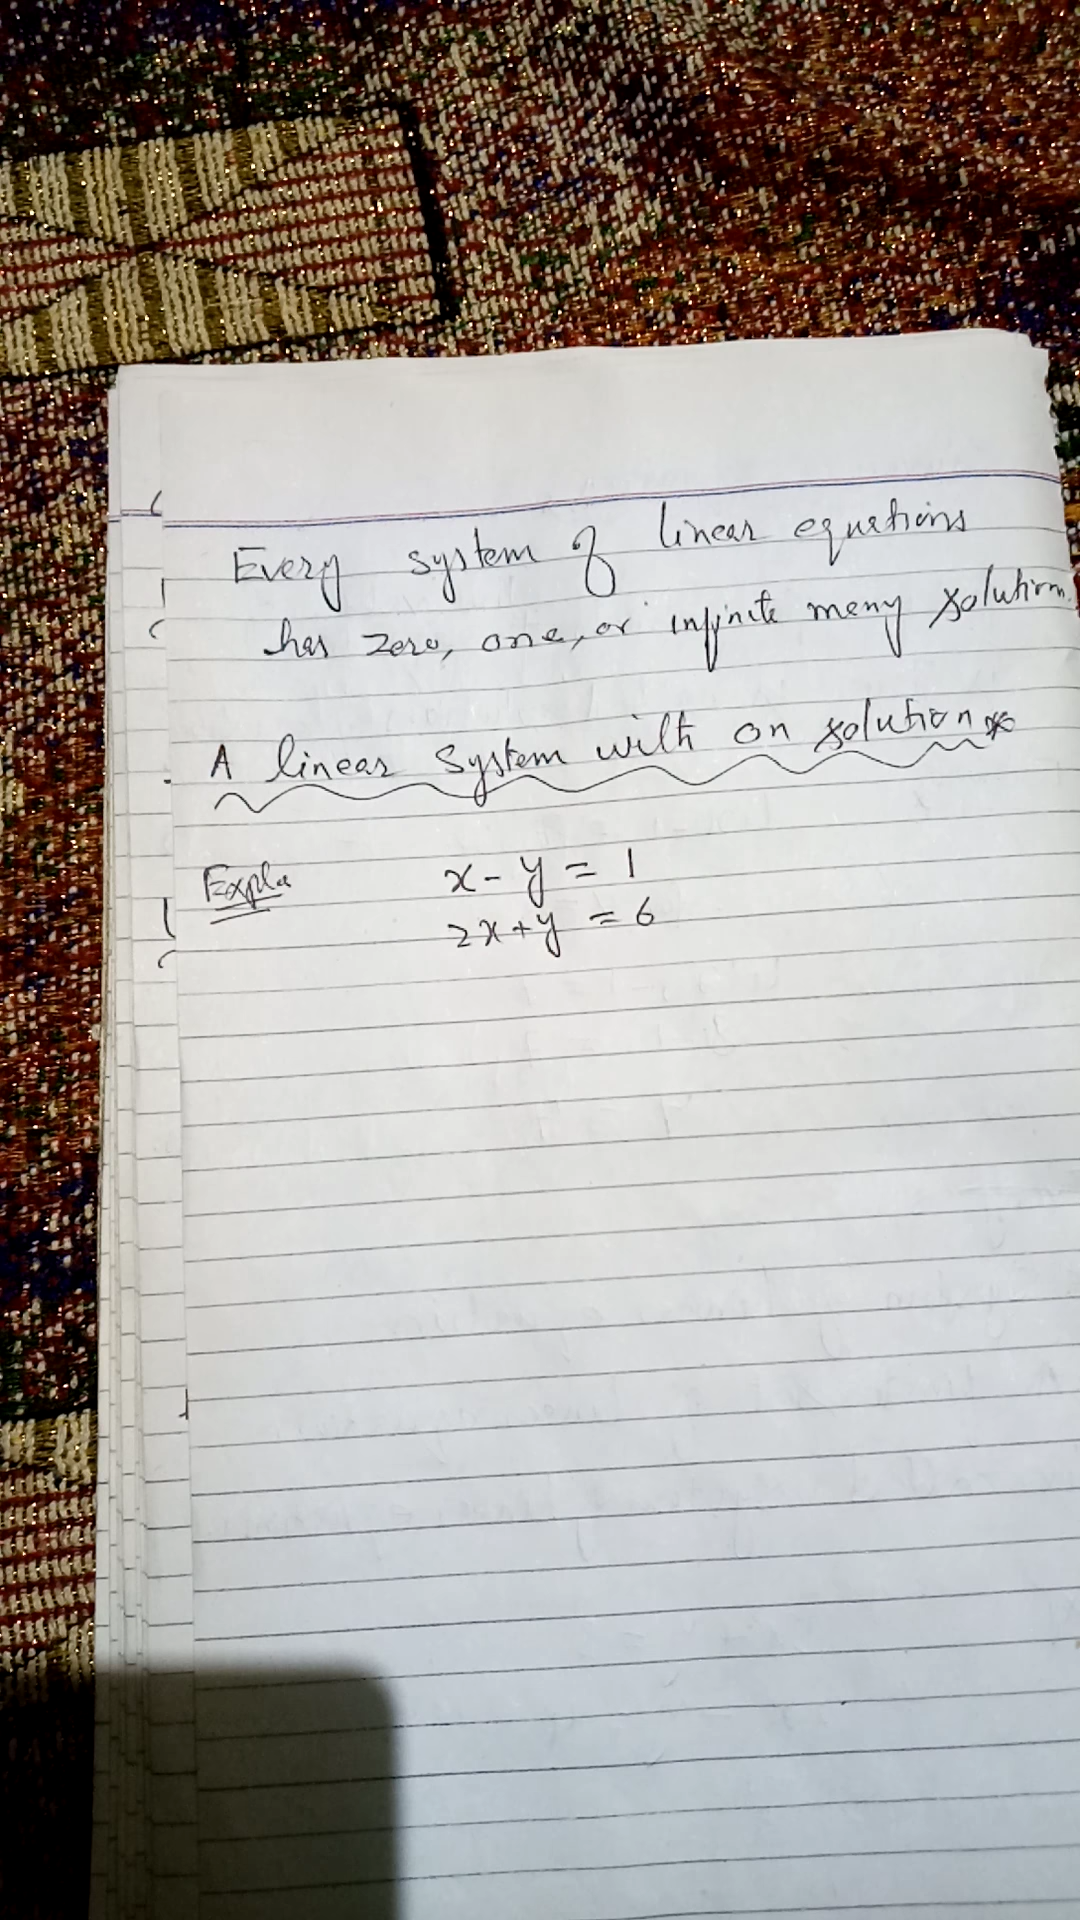 Every system of linear equations
has zero, one, or infinite meny solution.
A linear system with on solution
Expla x - y = 1
2x + y = 6